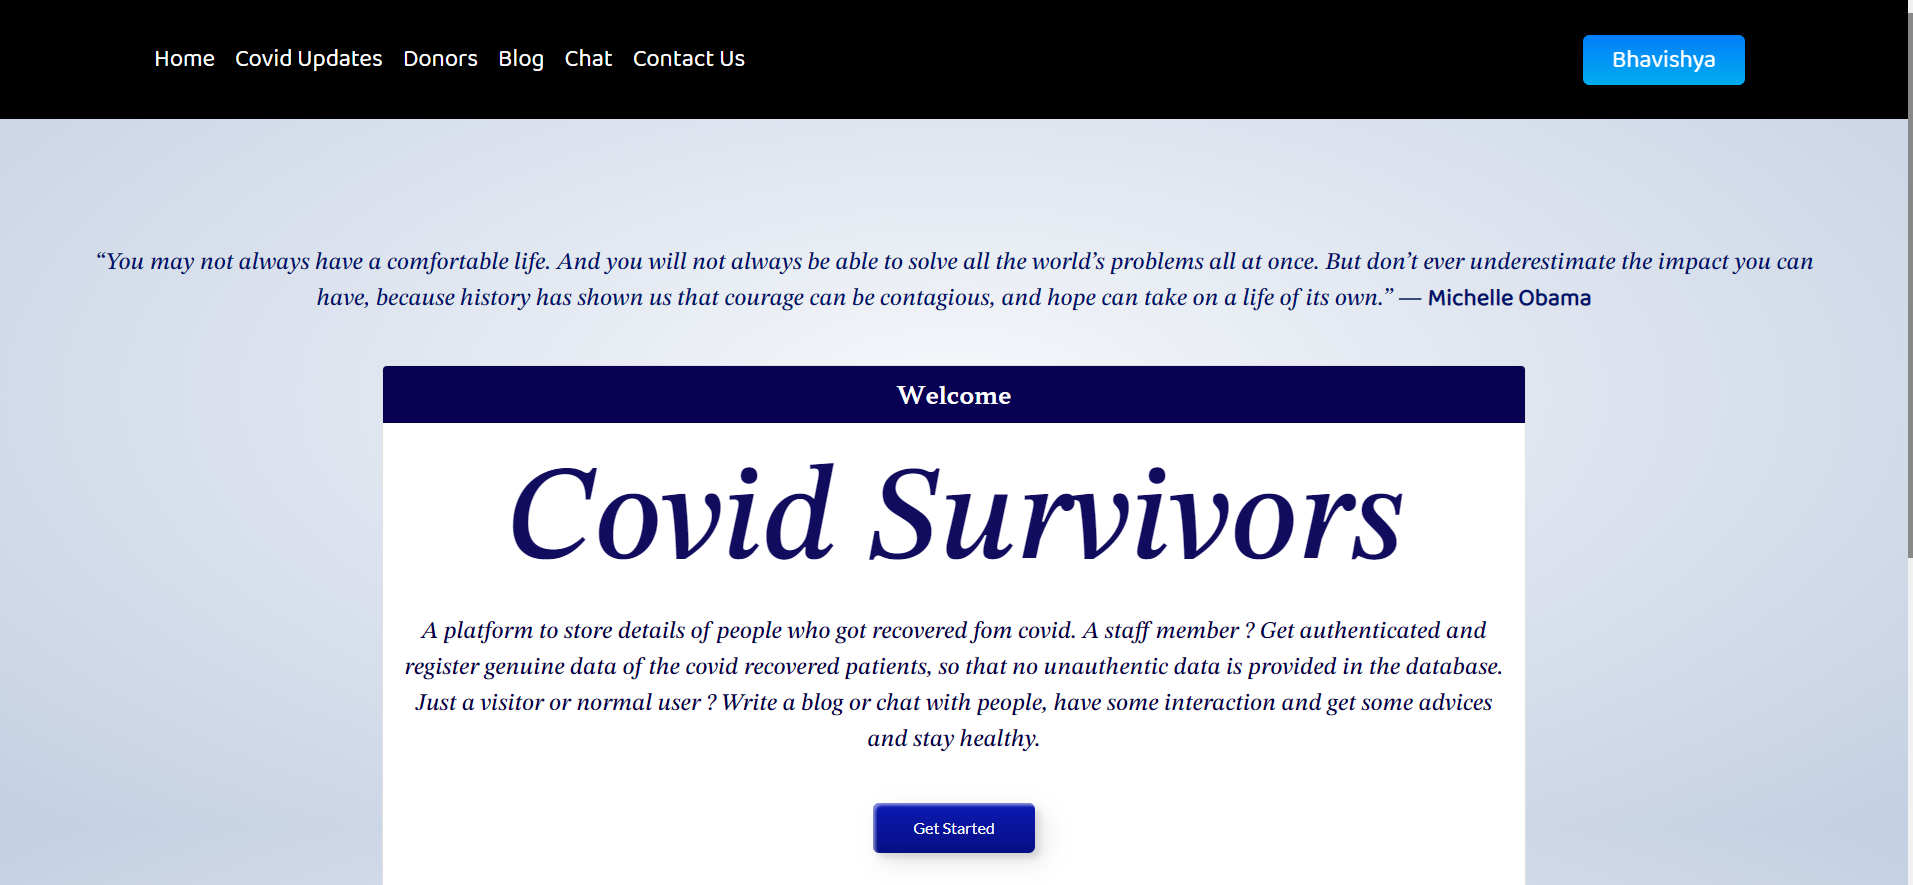 Home Covid Updates Donors Blog Chat Contact Us Bhavishya
“You may not always have a comfortable life. And you will not always be able to solve all the world’s problems all at once. But don’t ever underestimate the impact you can
have, because history has shown us that courage can be contagious, and hope can take on a life of its own.” — Michelle Obama
Welcome
Covid Survivors
A platform to store details of people who got recovered fom covid. A staff member ? Get authenticated and
register genuine data of the covid recovered patients, so that no unauthentic data is provided in the database.
Just a visitor or normal user ? Write a blog or chat with people, have some interaction and get some advices
and stay healthy.
Get Started